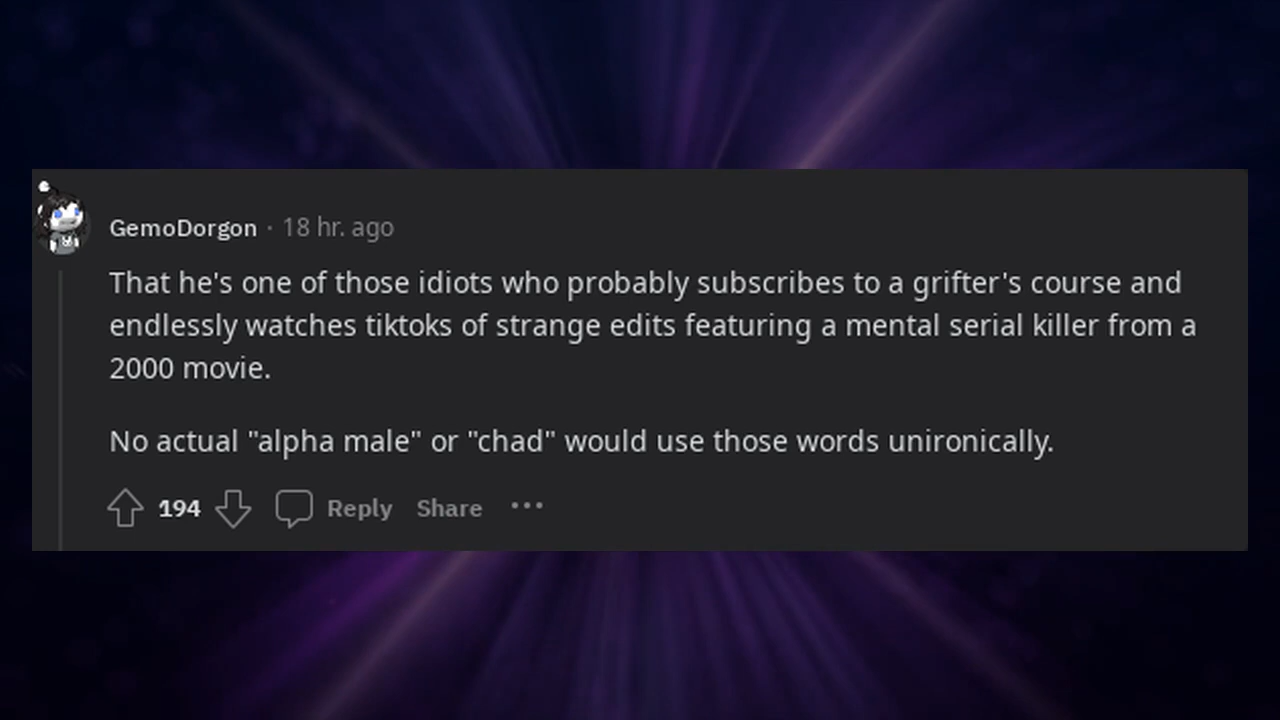 GemoDorgon · 18 hr. ago
That he's one of those idiots who probably subscribes to a grifter's course and
endlessly watches tiktoks of strange edits featuring a mental serial killer from a
2000 movie.
No actual "alpha male" or "chad" would use those words unironically.
194 Reply Share •••